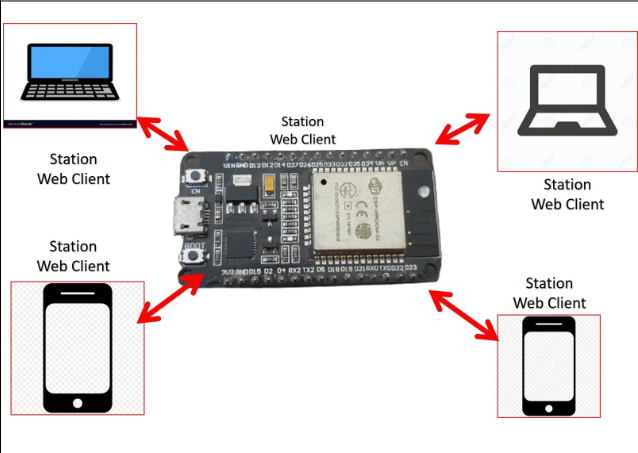 Station
Web Client
VectorStock
Station
Web Client
Station
Web Client
Station
Web Client
Station
Web Client
VIN GND D13 D12 D14 D27 D26 D25 D33 D32 D35 D34 VN VP EN
EN
BOOT
3V3 GND D15 D2 D4 RX2 TX2 D5 D18 D19 D21 RX0 TX0 D22 D23